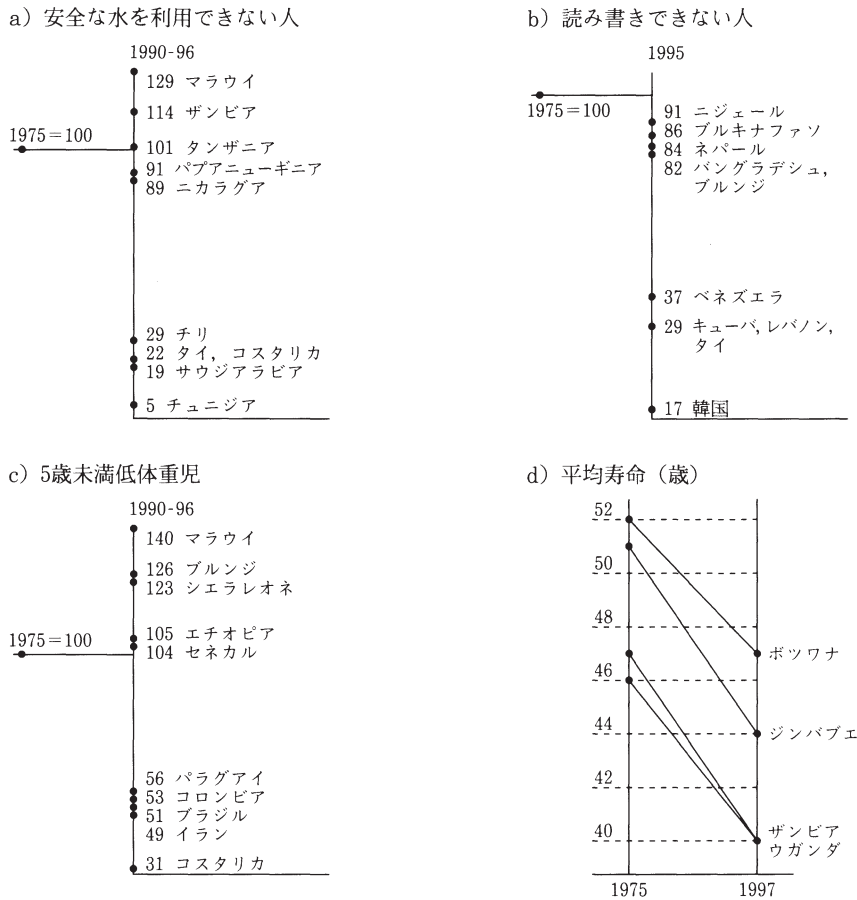 a）安全な水を利用できない人
1990-96
129 マラウイ
114 ザンビア
1975＝100
101 タンザニア
91 パプアニューギニア
89 ニカラグア
29 チリ
22 タイ，コスタリカ
19 サウジアラビア
5 チュニジア
b）読み書きできない人
1995
1975＝100
91 ニジェール
86 ブルキナファソ
84 ネパール
82 バングラデシュ，
ブルンジ
37 ベネズエラ
29 キューバ，レバノン，
タイ
17 韓国
c）5歳未満低体重児
1990-96
140 マラウイ
126 ブルンジ
123 シエラレオネ
1975＝100
105 エチオピア
104 セネカル
56 パラグアイ
53 コロンビア
51 ブラジル
49 イラン
31 コスタリカ
d）平均寿命（歳）
52
50
48
46
44
42
40
ボツワナ
ジンバブエ
ザンビア
ウガンダ
1975
1997